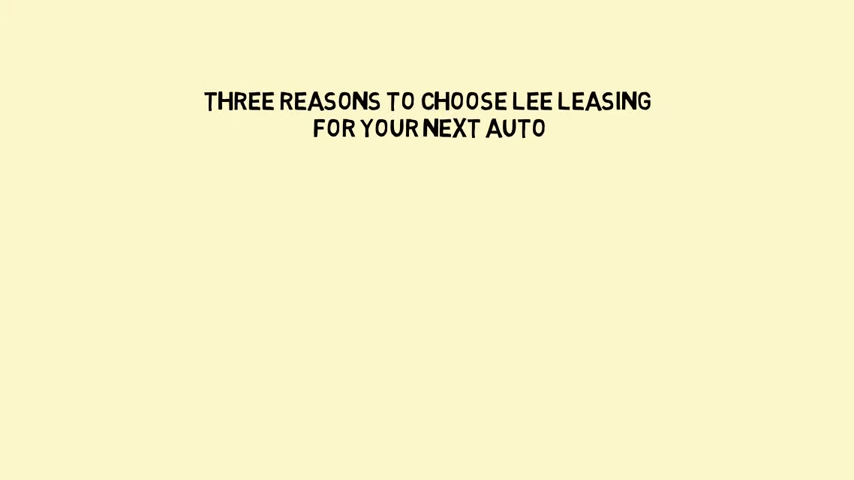 THREE REASONS TO CHOOSE LEE LEASING
FOR YOUR NEXT AUTO